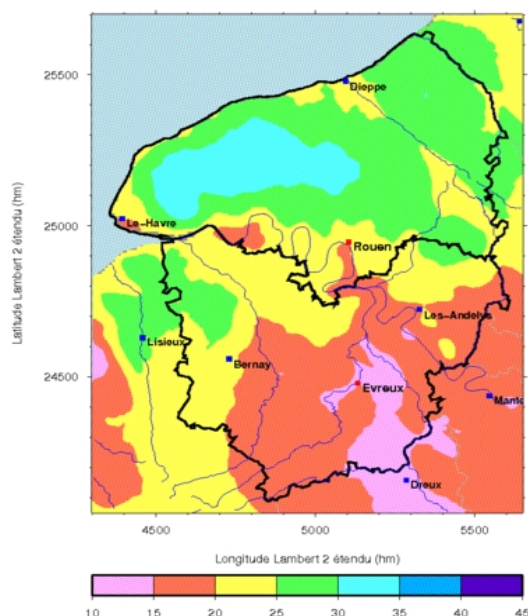 25500
Dieppe
Latitude Lambert 2 étendu (hm)
25000
Le-Havre
Rouen
Les-Andelys
Lisieux
Bernay
24500
Evreux
Mante
Dreux
4500 5000 5500
Longitude Lambert 2 étendu (hm)
10 15 20 25 30 35 40 45